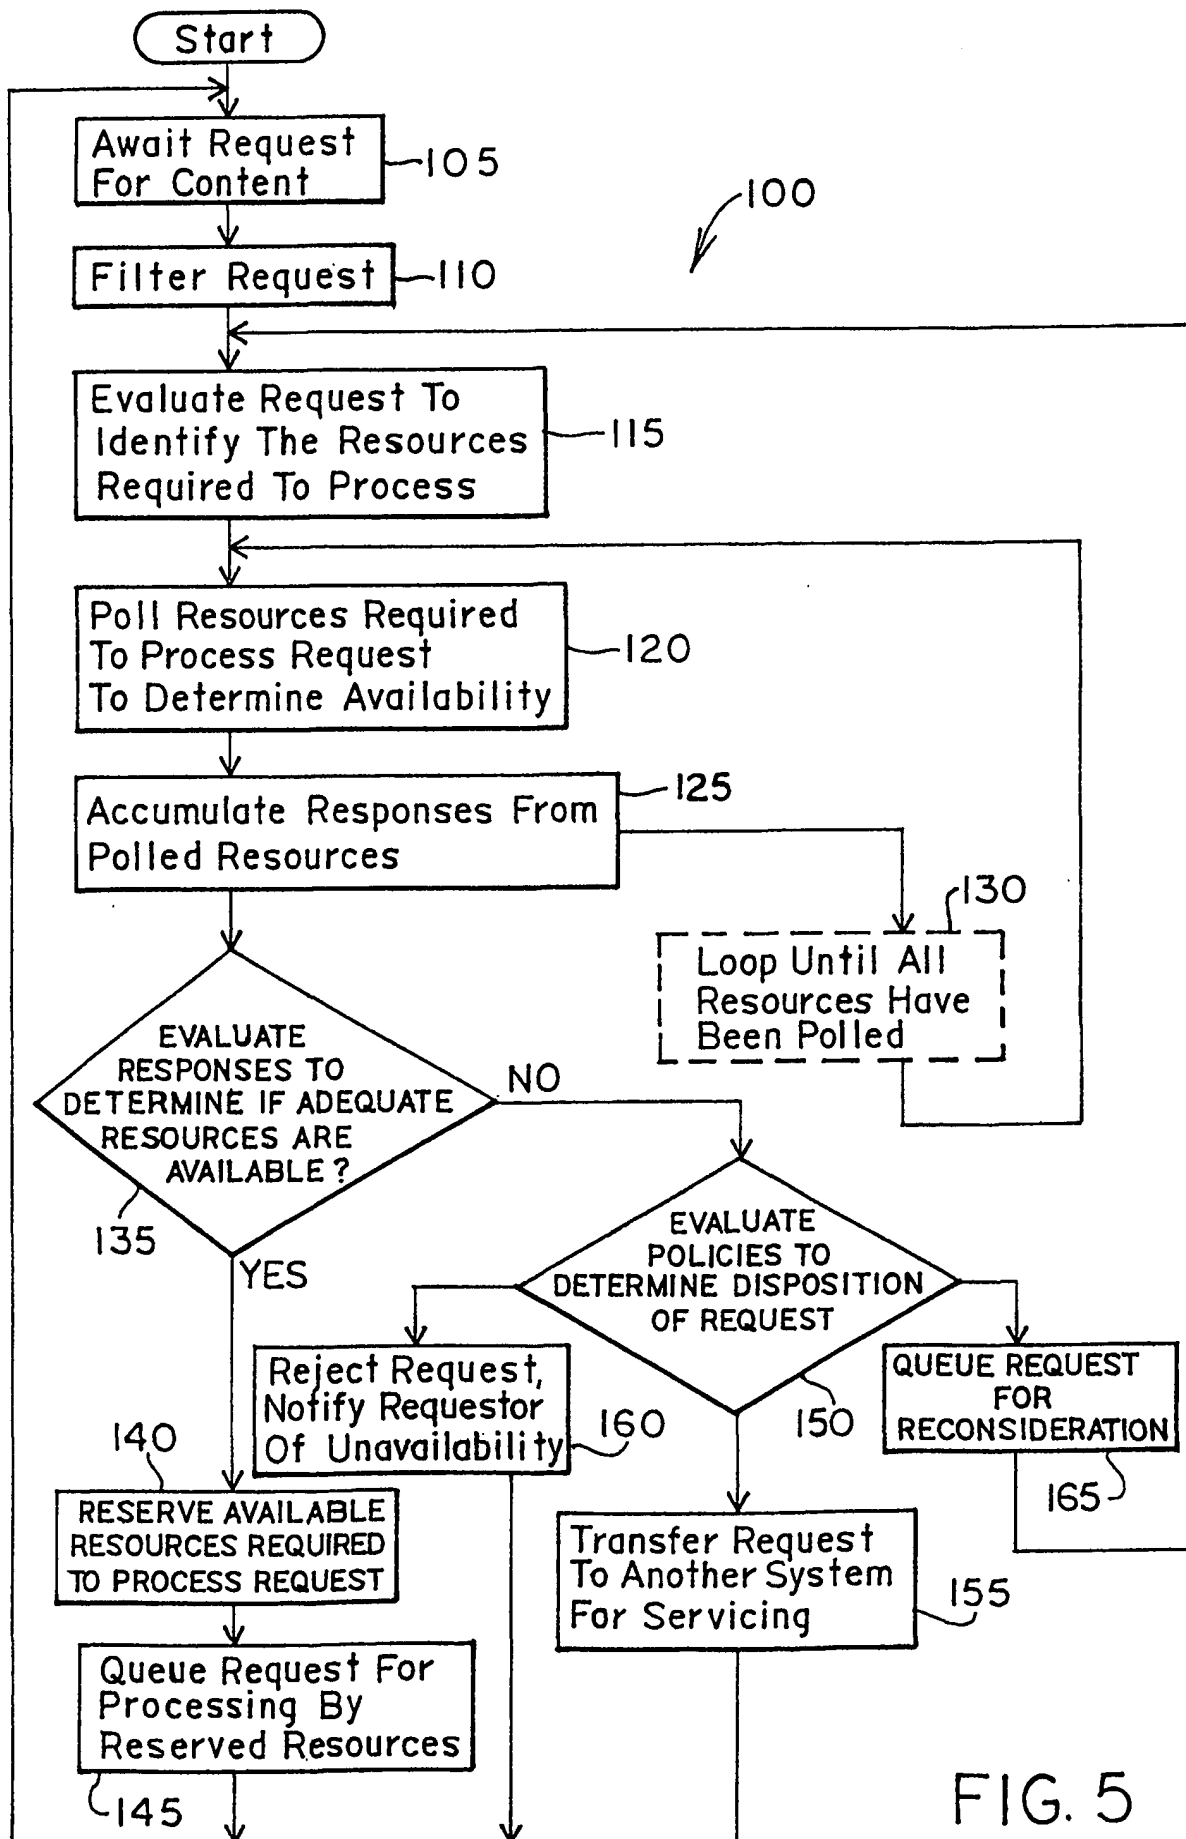 Start
Await Request
For Content
105
100
Filter Request
110
Evaluate Request To
Identify The Resources
Required To Process
115
Poll Resources Required
To Process Request
To Determine Availability
120
Accumulate Responses From
Polled Resources
125
130
Loop Until All
Resources Have
Been Polled
EVALUATE
RESPONSES TO
DETERMINE IF ADEQUATE
RESOURCES ARE
AVAILABLE?
135
NO
YES
EVALUATE
POLICIES TO
DETERMINE DISPOSITION
OF REQUEST
150
Reject Request,
Notify Requestor
Of Unavailability
160
QUEUE REQUEST
FOR
RECONSIDERATION
165
140
RESERVE AVAILABLE
RESOURCES REQUIRED
TO PROCESS REQUEST
Transfer Request
To Another System
For Servicing
155
Queue Request For
Processing By
Reserved Resources
145
FIG. 5